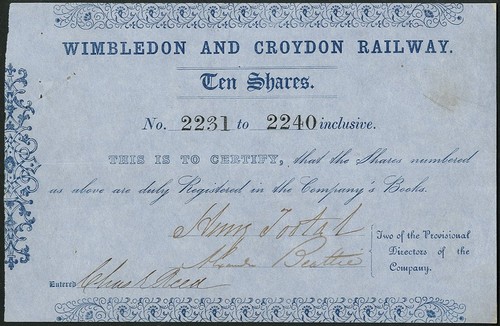 WIMBLEDON AND CROYDON RAILWAY.
Ten Shares.
No. 2231 to 2240 inclusive.
THIS IS TO CERTIFY, that the Shares numbered
as above are duly Registered in the Company's Books.
Beattie
Two of the Provisional
Directors of the
Company.
Entered